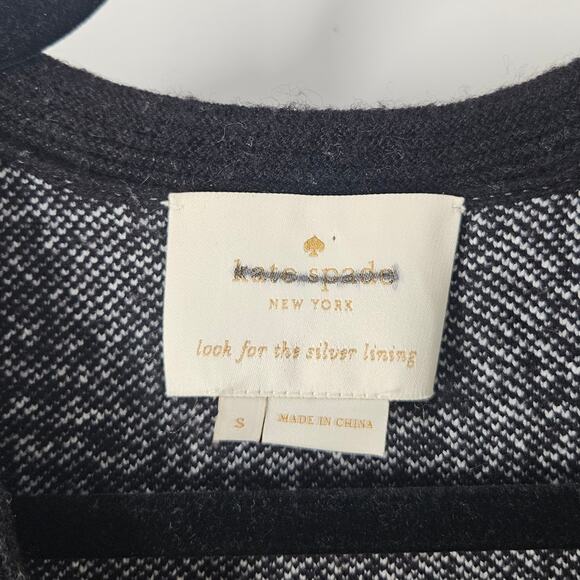 kate spade
NEW YORK
look for the silver lining
S
MADE IN CHINA